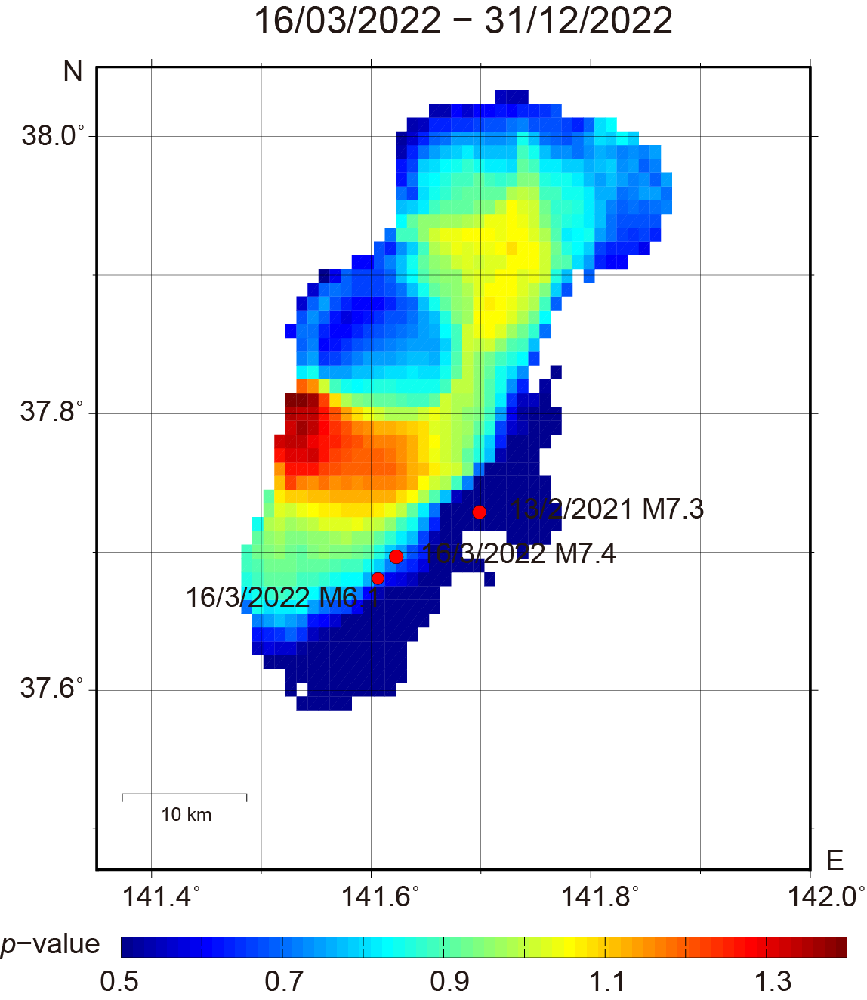 16/03/2022 − 31/12/2022
N
38.0°
37.8°
13/2/2021 M7.3
16/3/2022 M7.4
16/3/2022 M6.1
37.6°
10 km
E
141.4° 141.6° 141.8° 142.0°
p−value
0.5 0.7 0.9 1.1 1.3